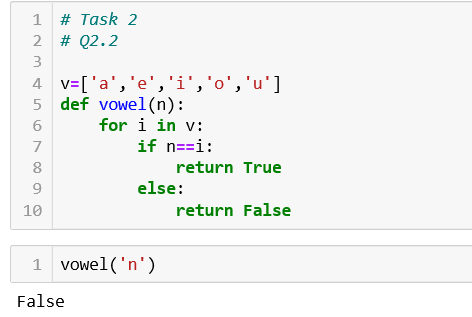 1 # Task 2
2 # Q2.2
3
4 v=['a','e','i','o','u']
5 def vowel(n):
6     for i in v:
7         if n==i:
8             return True
9         else:
10             return False
1 vowel('n')
False